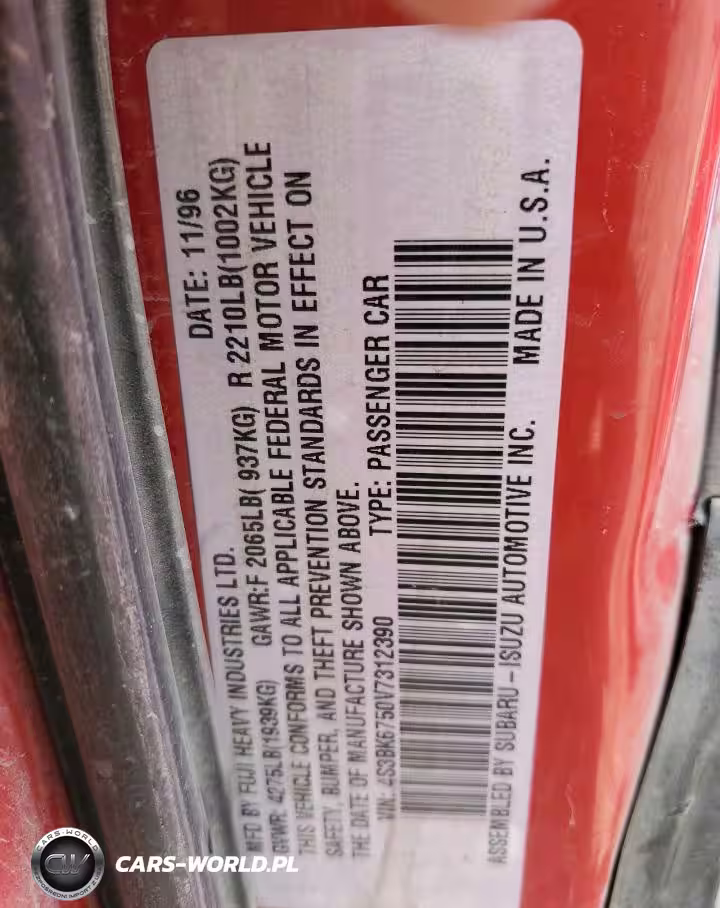 MFD BY FUJI HEAVY INDUSTRIES LTD. DATE: 11/96
GVWR: 4275LB(1939KG) GAWR:F 2065LB( 937KG) R 2210LB(1002KG)
THIS VEHICLE CONFORMS TO ALL APPLICABLE FEDERAL MOTOR VEHICLE
SAFETY, BUMPER, AND THEFT PREVENTION STANDARDS IN EFFECT ON
THE DATE OF MANUFACTURE SHOWN ABOVE.
VIN: 4S3BK6750V7312390 TYPE: PASSENGER CAR
ASSEMBLED BY SUBARU-ISUZU AUTOMOTIVE INC. MADE IN U.S.A.
CARS-WORLD
CW
CARS-WORLD.PL